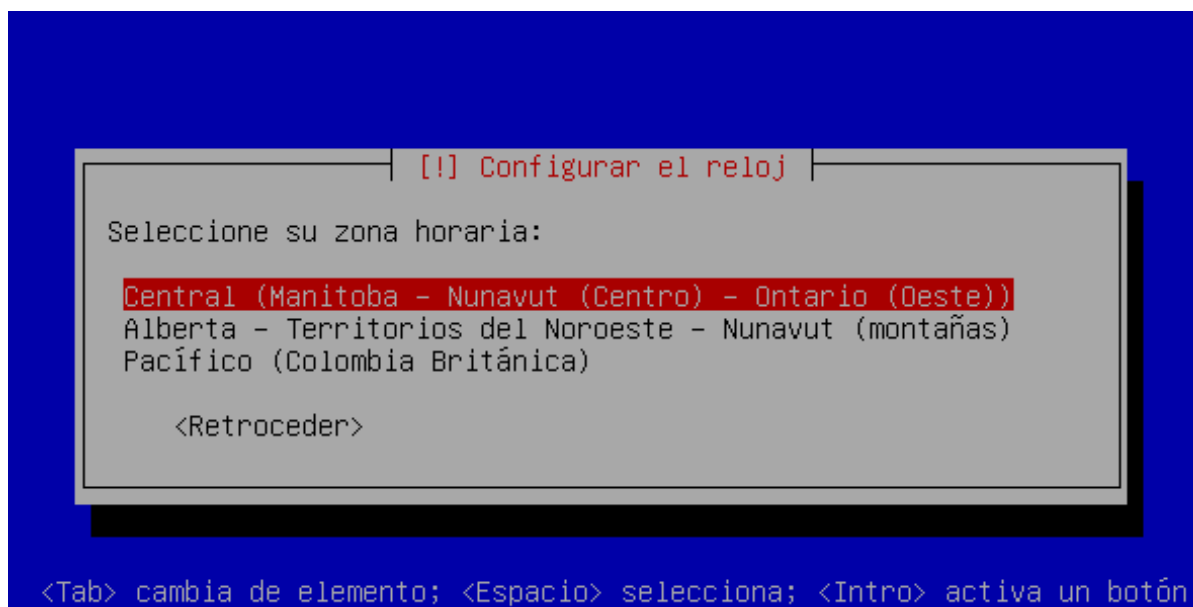 [!] Configurar el reloj
Seleccione su zona horaria:
Central (Manitoba – Nunavut (Centro) – Ontario (Oeste))
Alberta – Territorios del Noroeste – Nunavut (montañas)
Pacífico (Colombia Británica)
<Retroceder>
<Tab> cambia de elemento; <Espacio> selecciona; <Intro> activa un botón